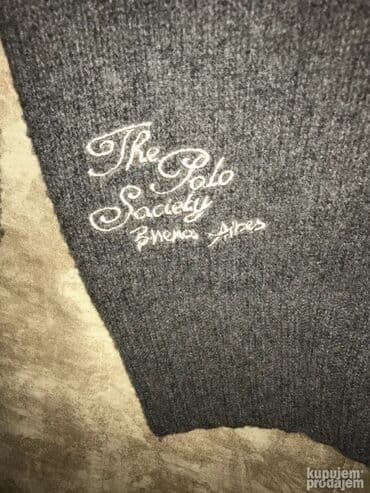 The
Polo
Society
Buenos Aires
kupujem
prodajem